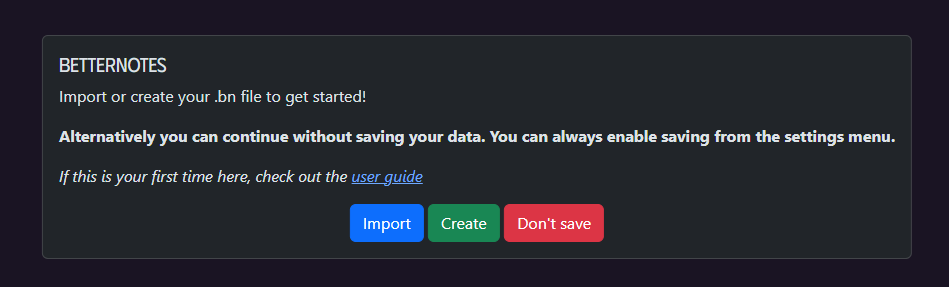 BETTERNOTES
Import or create your .bn file to get started!
Alternatively you can continue without saving your data. You can always enable saving from the settings menu.
If this is your first time here, check out the user guide
Import Create Don't save